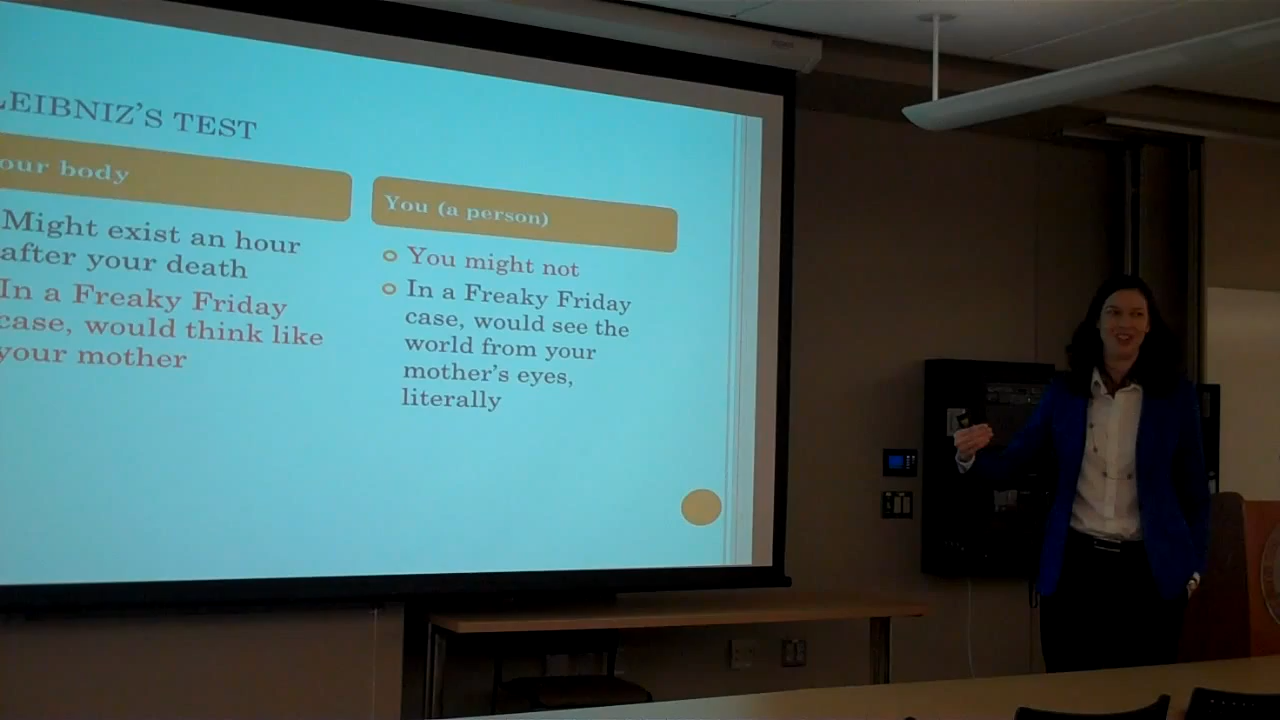 LEIBNIZ'S TEST
our body
Might exist an hour
after your death
In a Freaky Friday
case, would think like
your mother
You (a person)
You might not
In a Freaky Friday
case, would see the
world from your
mother's eyes,
literally